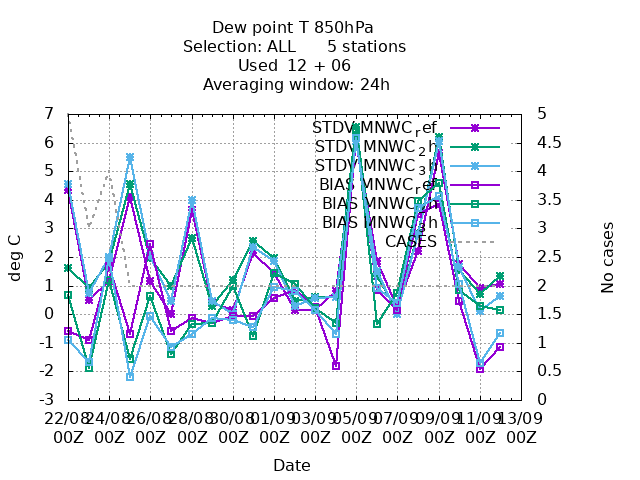 Dew point T 850hPa
Selection: ALL 5 stations
Used 12 + 06
Averaging window: 24h
7 6 5 4 3 2 1 0 -1 -2 -3
deg C
5 4.5 4 3.5 3 2.5 2 1.5 1 0.5 0
No cases
STDV MNWC_ref
STDV MNWC_2h
STDV MNWC_3h
BIAS MNWC_ref
BIAS MNWC_2h
BIAS MNWC_3h
CASES
22/08 24/08 26/08 28/08 30/08 01/09 03/09 05/09 07/09 09/09 11/09 13/09
00Z 00Z 00Z 00Z 00Z 00Z 00Z 00Z 00Z 00Z 00Z 00Z
Date